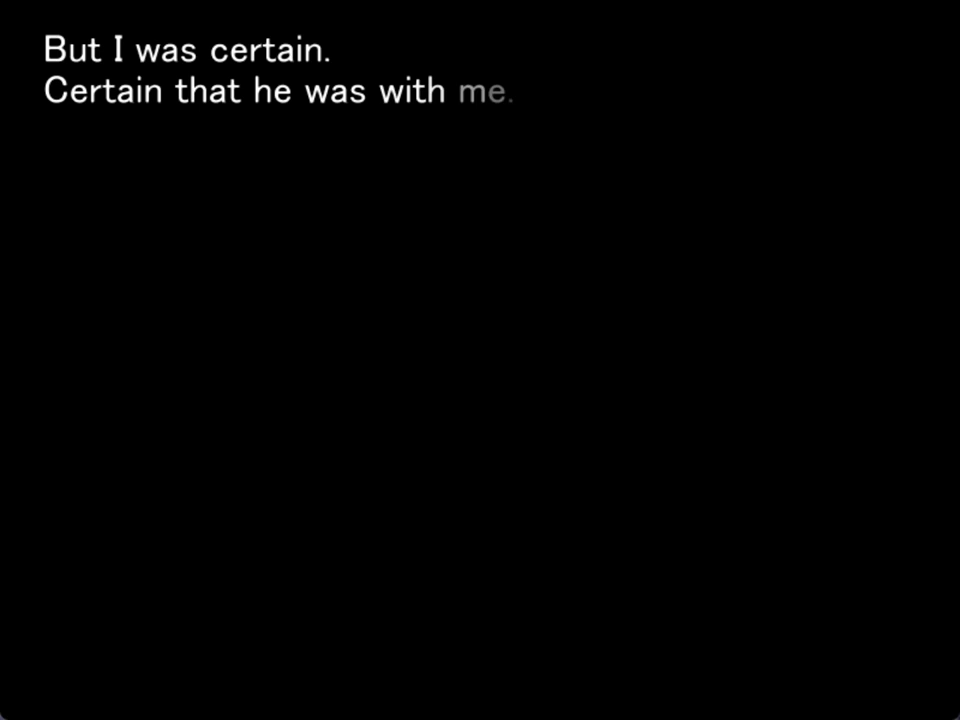 But I was certain.
Certain that he was with me.